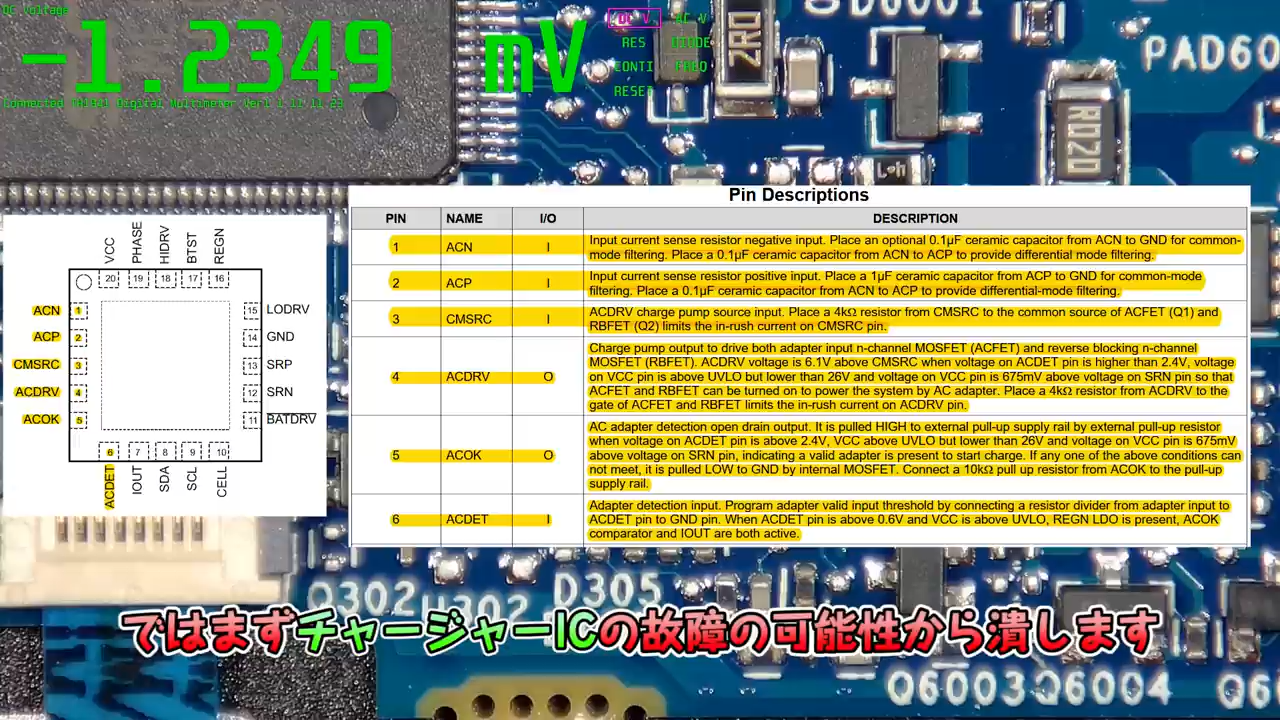 DC Voltage
-1.2349 mV
DC V AC V
RES DIODE
CONTI FREQ
RESET
2R0
PAD60
R020
Pin Descriptions
PIN NAME I/O DESCRIPTION
1 ACN I Input current sense resistor negative input. Place an optional 0.1µF ceramic capacitor from ACN to GND for common-
mode filtering. Place a 0.1µF ceramic capacitor from ACN to ACP to provide differential mode filtering.
2 ACP I Input current sense resistor positive input. Place a 1µF ceramic capacitor from ACP to GND for common-mode
filtering. Place a 0.1µF ceramic capacitor from ACN to ACP to provide differential-mode filtering.
3 CMSRC I ACDRV charge pump source input. Place a 4kΩ resistor from CMSRC to the common source of ACFET (Q1) and
RBFET (Q2) limits the in-rush current on CMSRC pin.
4 ACDRV O Charge pump output to drive both adapter input n-channel MOSFET (ACFET) and reverse blocking n-channel
MOSFET (RBFET). ACDRV voltage is 6.1V above CMSRC when voltage on ACDET pin is higher than 2.4V, voltage
on VCC pin is above UVLO but lower than 26V and voltage on VCC pin is 675mV above voltage on SRN pin so that
ACFET and RBFET can be turned on to power the system by AC adapter. Place a 4kΩ resistor from ACDRV to the
gate of ACFET and RBFET limits the in-rush current on ACDRV pin.
5 ACOK O AC adapter detection open drain output. It is pulled HIGH to external pull-up supply rail by external pull-up resistor
when voltage on ACDET pin is above 2.4V, VCC above UVLO but lower than 26V and voltage on VCC pin is 675mV
above voltage on SRN pin, indicating a valid adapter is present to start charge. If any one of the above conditions can
not meet, it is pulled LOW to GND by internal MOSFET. Connect a 10kΩ pull up resistor from ACOK to the pull-up
supply rail.
6 ACDET I Adapter detection input. Program adapter valid input threshold by connecting a resistor divider from adapter input to
ACDET pin to GND pin. When ACDET pin is above 0.6V and VCC is above UVLO, REGN LDO is present, ACOK
comparator and IOUT are both active.
VCC PHASE HIDRV BTST REGN
20 19 18 17 16
ACN 1 15 LODRV
ACP 2 14 GND
CMSRC 3 13 SRP
ACDRV 4 12 SRN
ACOK 5 11 BATDRV
6 7 8 9 10
ACDET IOUT SDA SCL CELL
Q302 U302 D305
ではまずチャージャーICの故障の可能性から潰します
Q6003 Q6004 Q6